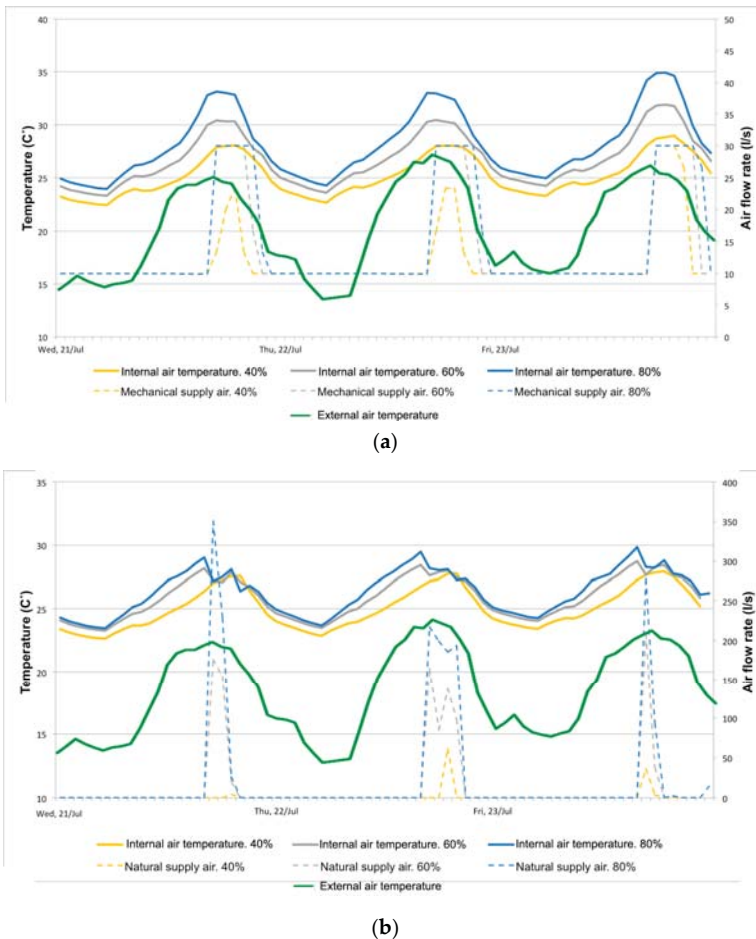 40
35
30
25
20
15
10
Temperature (C˚)
50
45
40
35
30
25
20
15
10
5
0
Air flow rate (l/s)
Wed, 21/Jul
Thu, 22/Jul
Fri, 23/Jul
Internal air temperature. 40%
Internal air temperature. 60%
Internal air temperature. 80%
Mechanical supply air. 40%
Mechanical supply air. 60%
Mechanical supply air. 80%
External air temperature
(a)
35
30
25
20
15
10
Temperature (C˚)
400
350
300
250
200
150
100
50
0
Air flow rate (l/s)
Wed, 21/Jul
Thu, 22/Jul
Fri, 23/Jul
Internal air temperature. 40%
Internal air temperature. 60%
Internal air temperature. 80%
Natural supply air. 40%
Natural supply air. 60%
Natural supply air. 80%
External air temperature
(b)